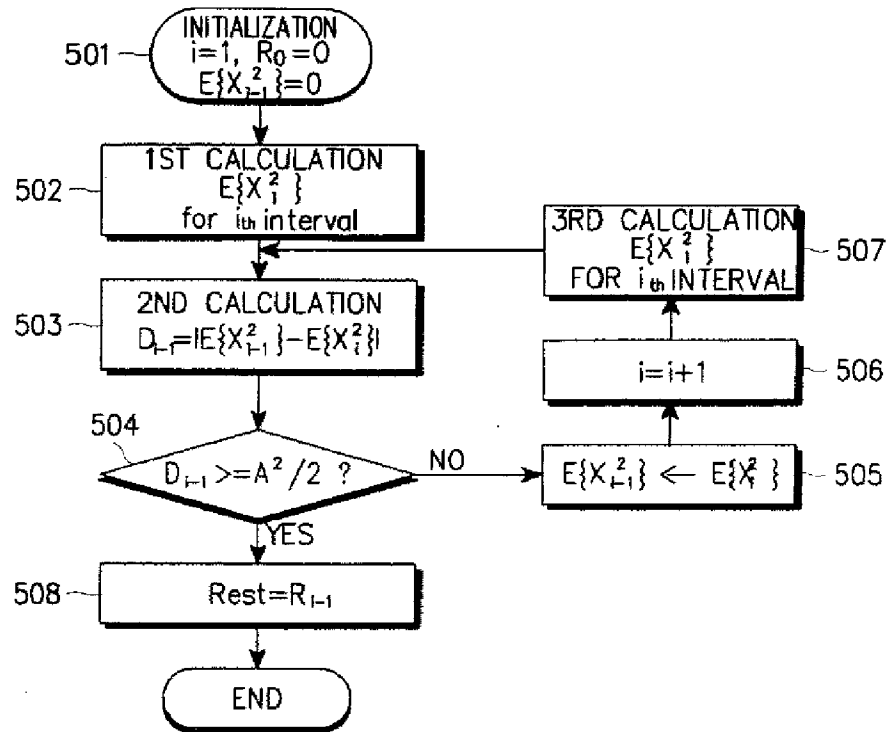 501
INITIALIZATION
i=1, R₀=0
E{X²ᵢ₋₁}=0
502
1ST CALCULATION
E{X²ᵢ}
for iₜₕ interval
503
2ND CALCULATION
Dᵢ₋₁=|E{X²ᵢ₋₁}-E{X²ᵢ}|
504
Dᵢ₋₁>=A²/2 ?
NO
YES
505
E{X²ᵢ₋₁} ← E{X²ᵢ}
506
i=i+1
507
3RD CALCULATION
E{X²ᵢ}
FOR iₜₕ INTERVAL
508
Rest=Rᵢ₋₁
END